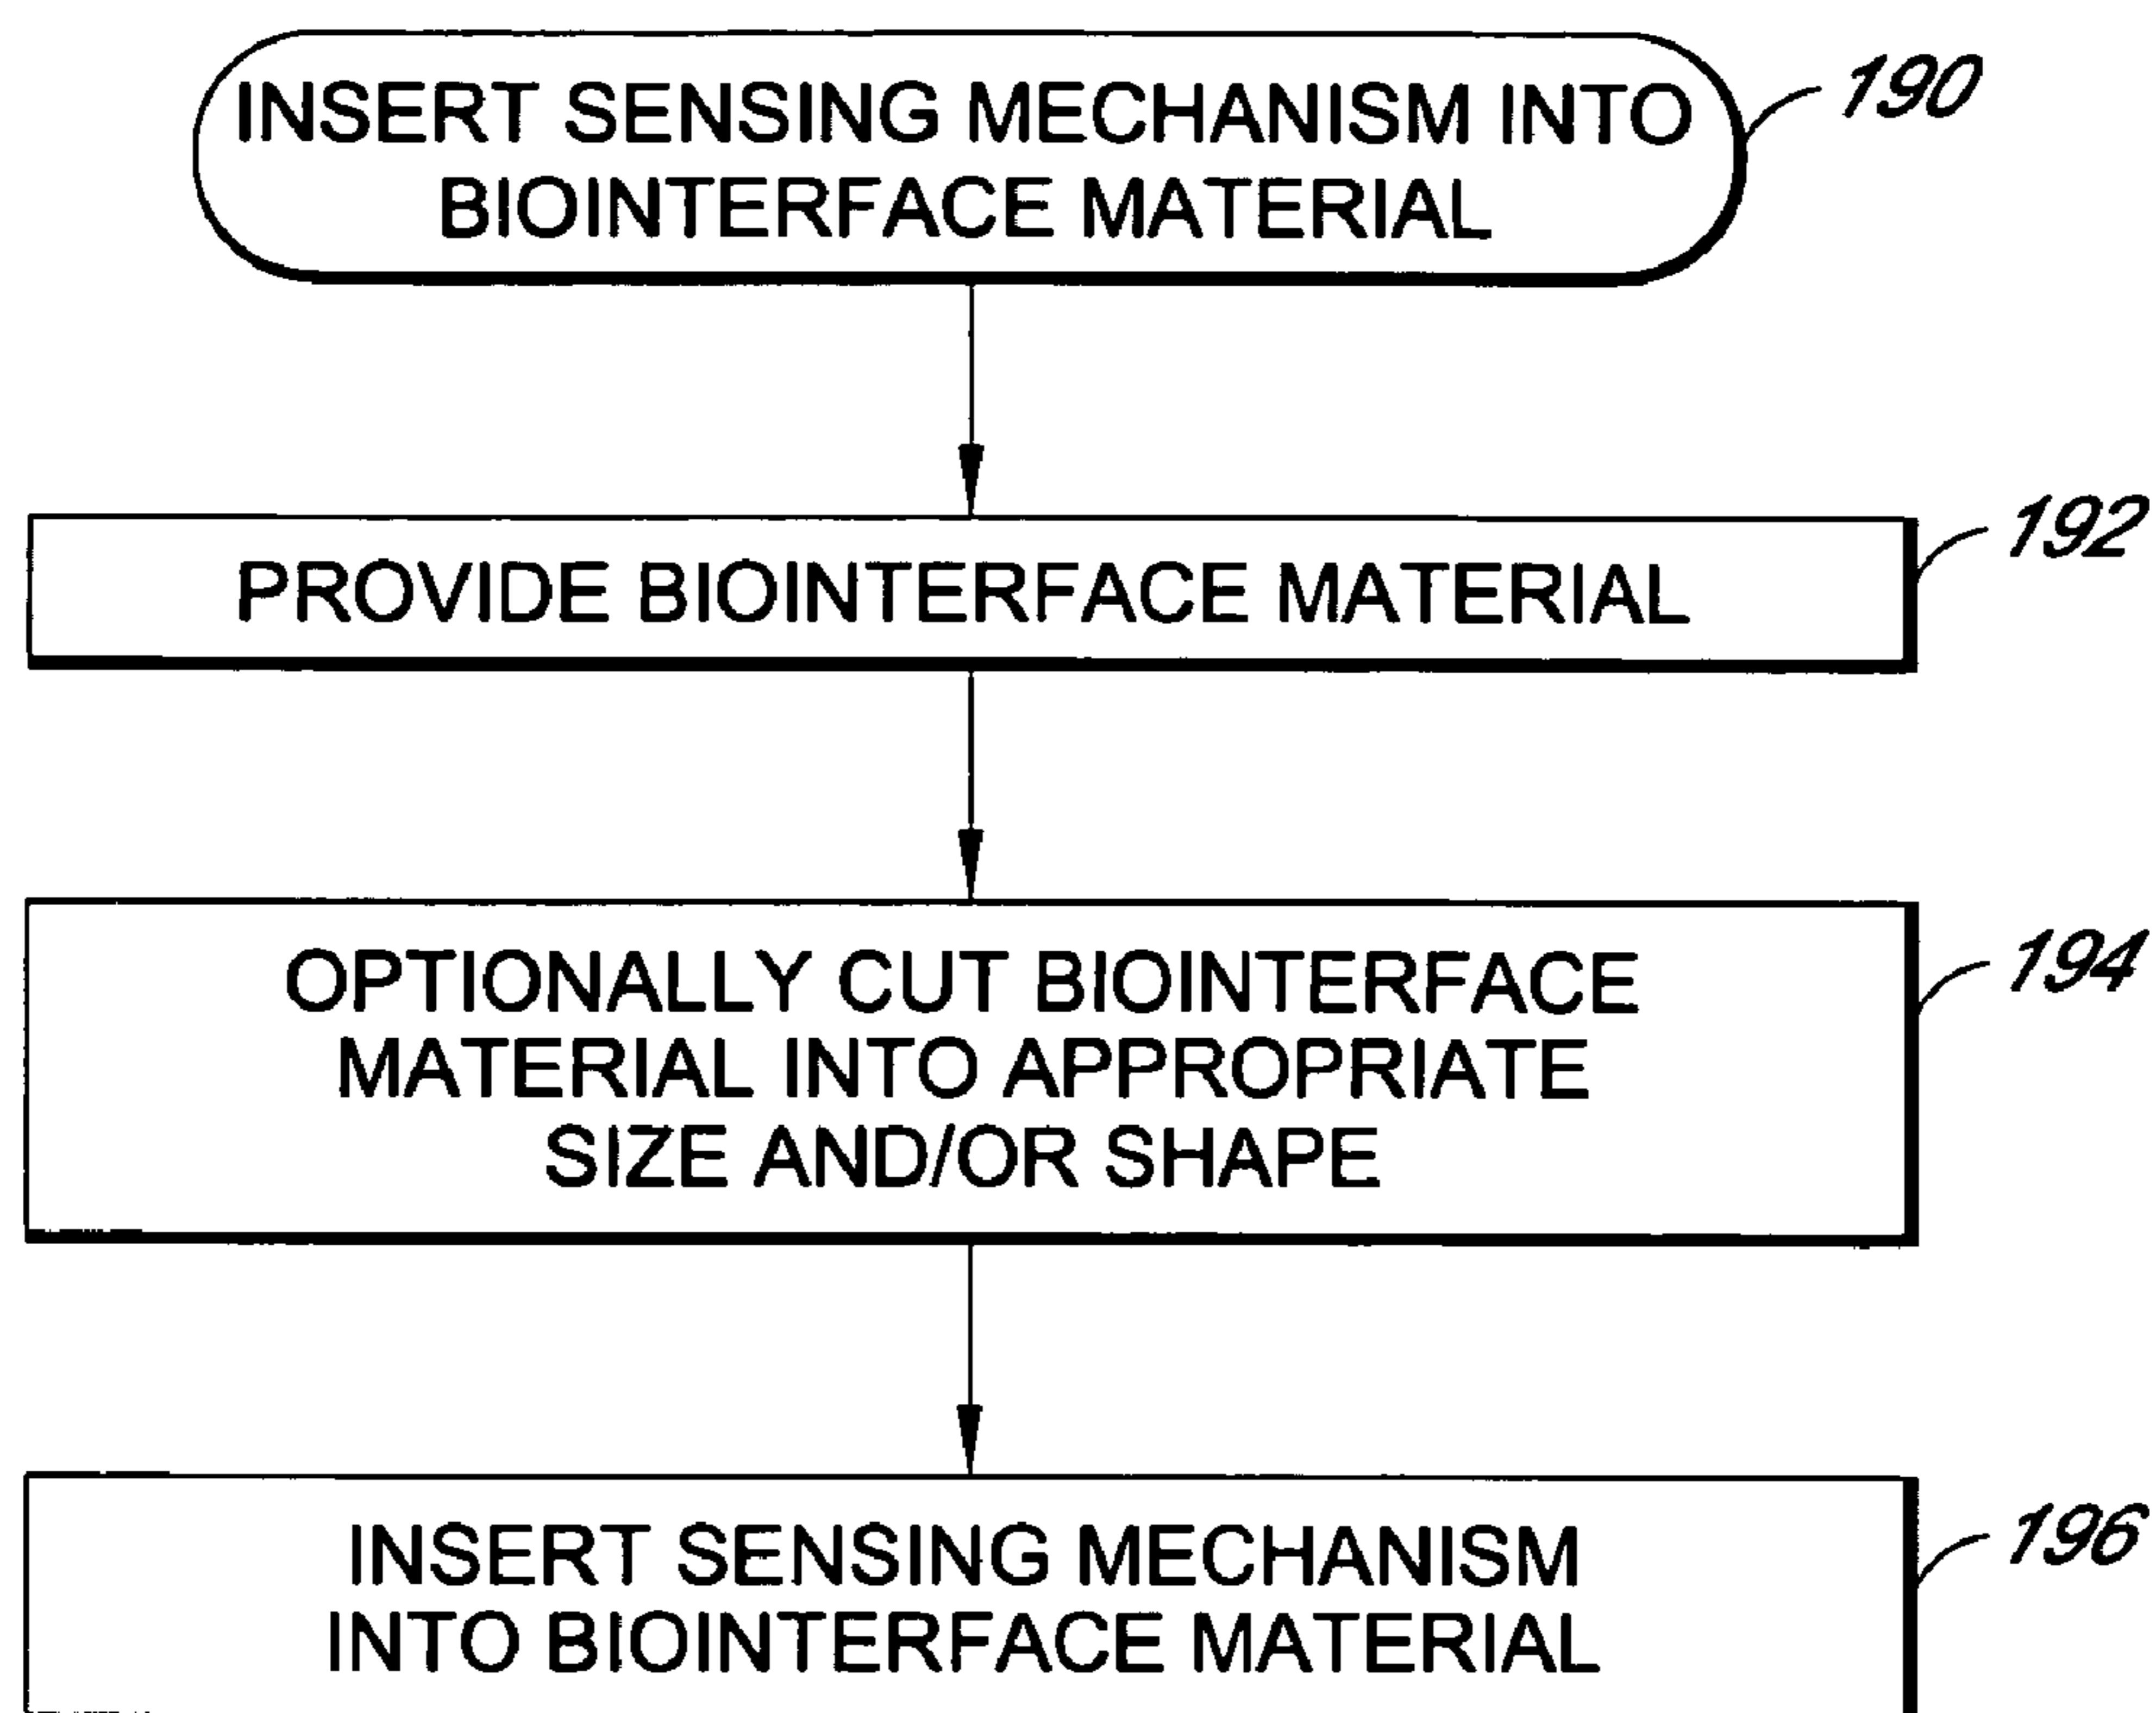 INSERT SENSING MECHANISM INTO
BIOINTERFACE MATERIAL
190
PROVIDE BIOINTERFACE MATERIAL
192
OPTIONALLY CUT BIOINTERFACE
MATERIAL INTO APPROPRIATE
SIZE AND/OR SHAPE
194
INSERT SENSING MECHANISM
INTO BIOINTERFACE MATERIAL
196